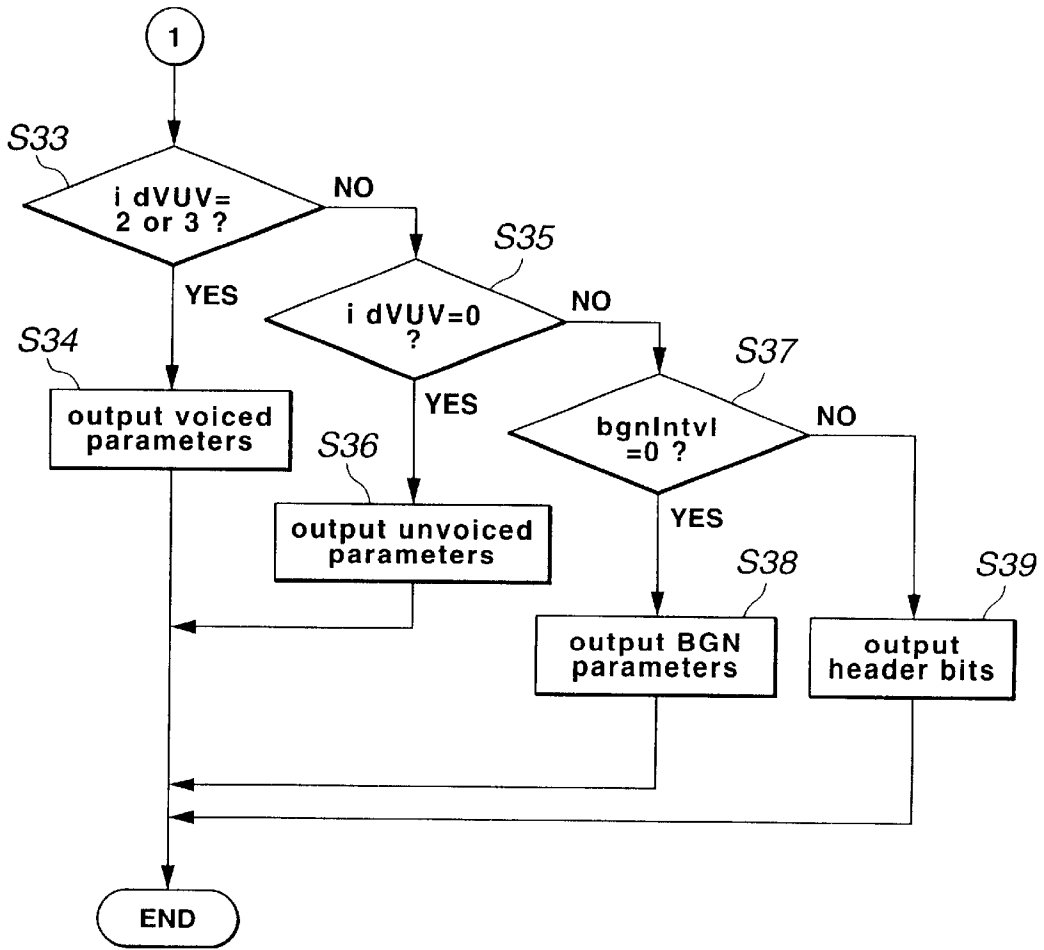 1
S33
i dVUV=
2 or 3 ?
NO
YES
S35
i dVUV=0
?
NO
YES
S34
output voiced
parameters
S37
bgnIntvl
=0 ?
NO
YES
S36
output unvoiced
parameters
S38
output BGN
parameters
S39
output
header bits
END